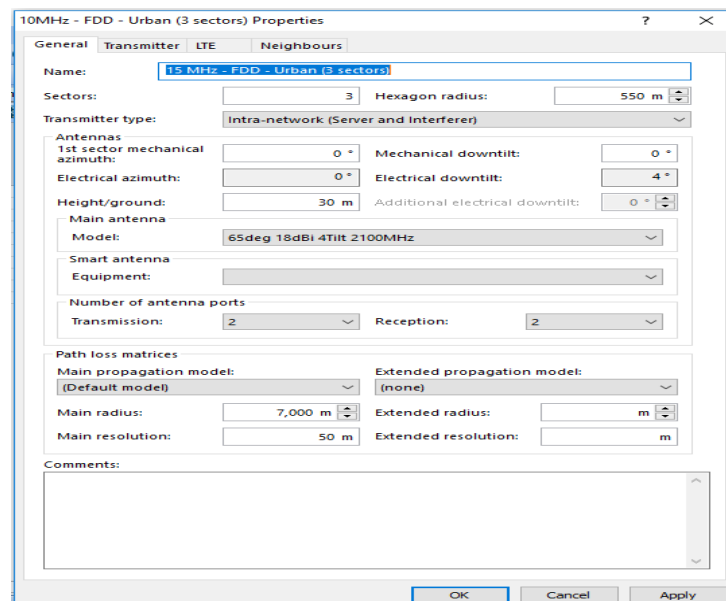 10MHz - FDD - Urban (3 sectors) Properties ? ×
General Transmitter LTE Neighbours
Name: 15 MHz - FDD - Urban (3 sectors)
Sectors: 3 Hexagon radius: 550 m
Transmitter type: Intra-network (Server and Interferer)
Antennas
1st sector mechanical azimuth: 0 ° Mechanical downtilt: 0 °
Electrical azimuth: 0 ° Electrical downtilt: 4 °
Height/ground: 30 m Additional electrical downtilt: 0 °
Main antenna
Model: 65deg 18dBi 4Tilt 2100MHz
Smart antenna
Equipment:
Number of antenna ports
Transmission: 2 Reception: 2
Path loss matrices
Main propagation model: Extended propagation model:
(Default model) (none)
Main radius: 7,000 m Extended radius: m
Main resolution: 50 m Extended resolution: m
Comments:
OK Cancel Apply